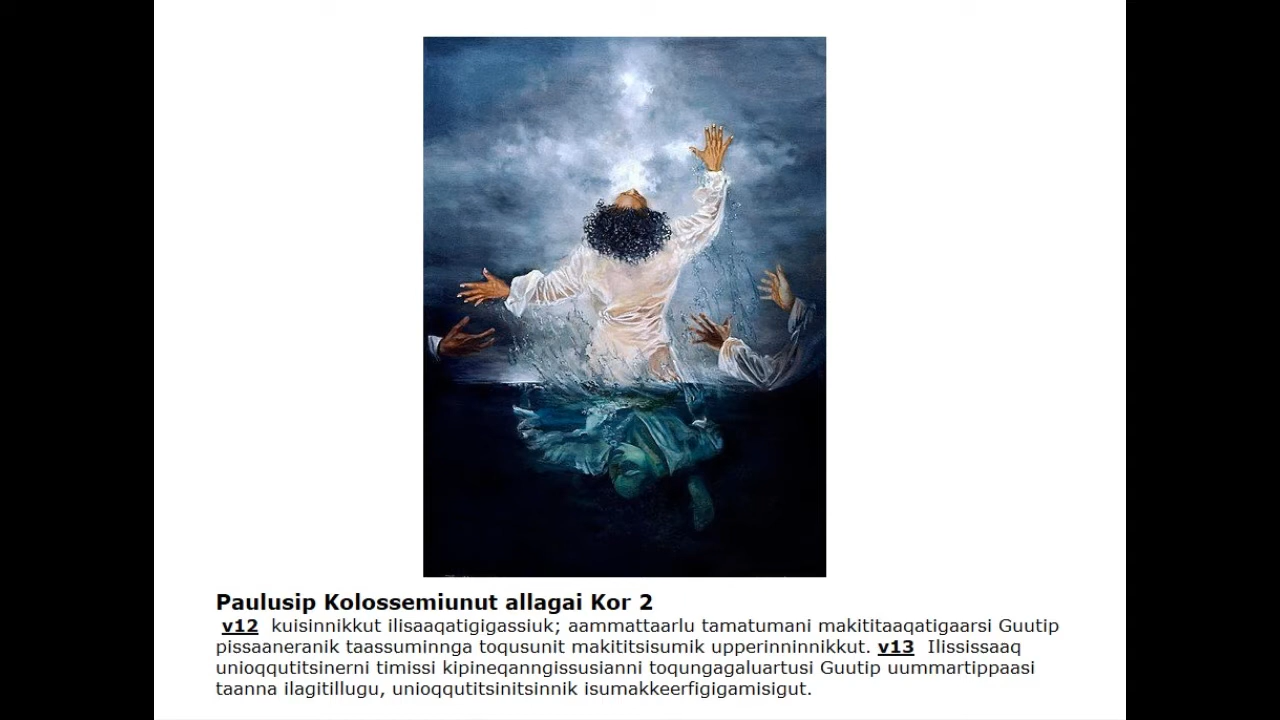 Paulusip Kolossemiunut allagai Kor 2
v12 kuisinnikkut ilisaaqatigigassiuk; aammattaarlu tamatumani makititaaqatigaarsi Guutip
pissaaneranik taassuminnga toqusunit makititsisumik upperinninnikkut. v13 Ilississaaq
unioqqutitsinerni timissi kipineqanngissusianni toqungagaluartusi Guutip uummartippaasi
taanna ilagitillugu, unioqqutitsinitsinnik isumakkeerfigigamisigut.